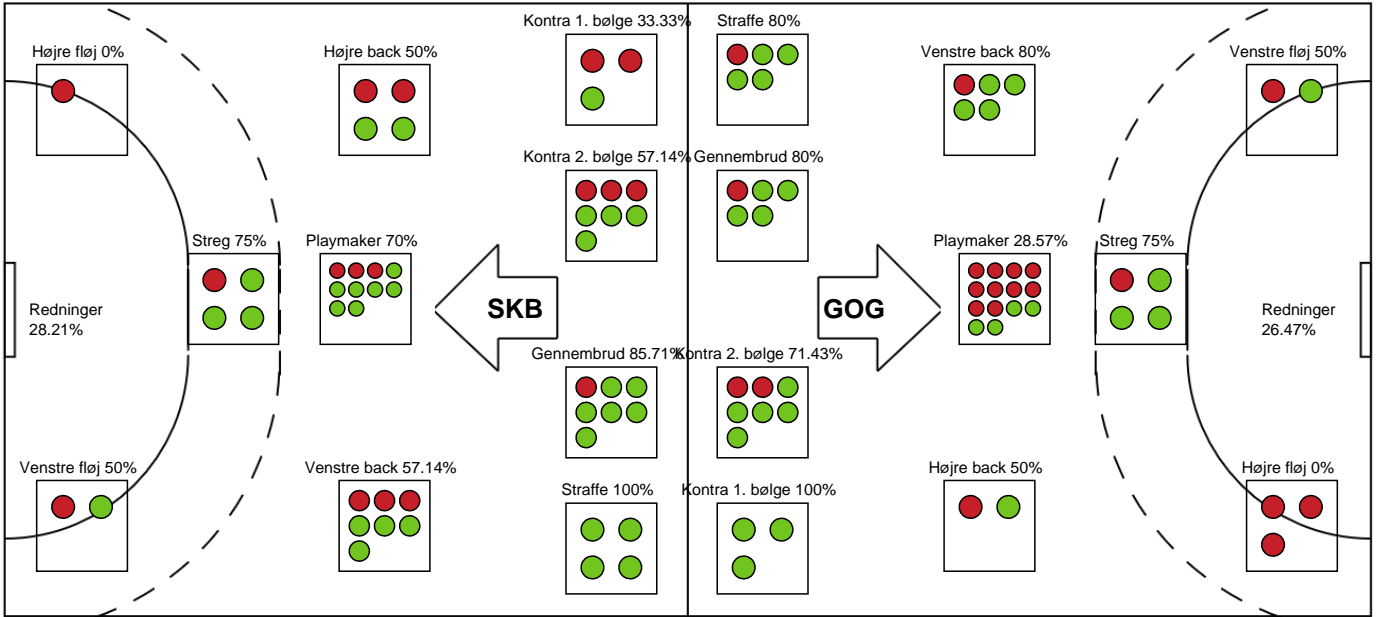 Kontra 1. bølge 33.33%
Straffe 80%
Højre fløj 0%
Højre back 50%
Venstre back 80%
Venstre fløj 50%
Kontra 2. bølge 57.14%
Gennembrud 80%
Streg 75%
Playmaker 70%
Playmaker 28.57%
Streg 75%
Redninger
28.21%
SKB
GOG
Redninger
26.47%
Gennembrud 85.71%
Kontra 2. bølge 71.43%
Venstre fløj 50%
Venstre back 57.14%
Straffe 100%
Kontra 1. bølge 100%
Højre back 50%
Højre fløj 0%